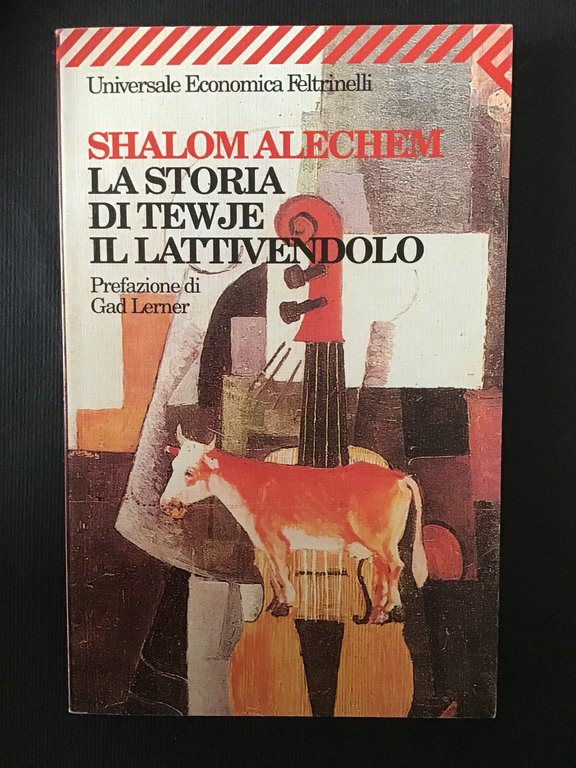 Universale Economica Feltrinelli
SHALOM ALECHEM
LA STORIA
DI TEWJE
IL LATTIVENDOLO
Prefazione di
Gad Lerner